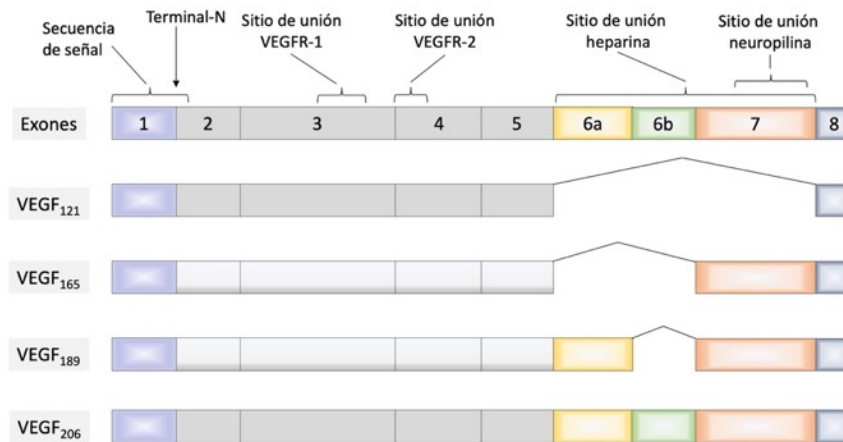 Secuencia
de señal
Terminal-N
Sitio de unión
VEGFR-1
Sitio de unión
VEGFR-2
Sitio de unión
heparina
Sitio de unión
neuropilina
Exones 1 2 3 4 5 6a 6b 7 8
VEGF₁₂₁
VEGF₁₆₅
VEGF₁₈₉
VEGF₂₀₆